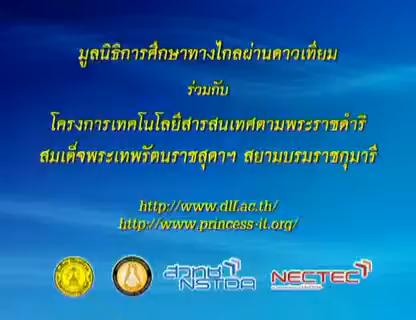 มูลนิธิการศึกษาทางไกลผ่านดาวเทียม
ร่วมกับ
โครงการเทคโนโลยีสารสนเทศตามพระราชดำริ
สมเด็จพระเทพรัตนราชสุดาฯ สยามบรมราชกุมารี
http://www.dlf.ac.th/
http://www.princess-it.org/
สวทช
NSTDA
NECTEC